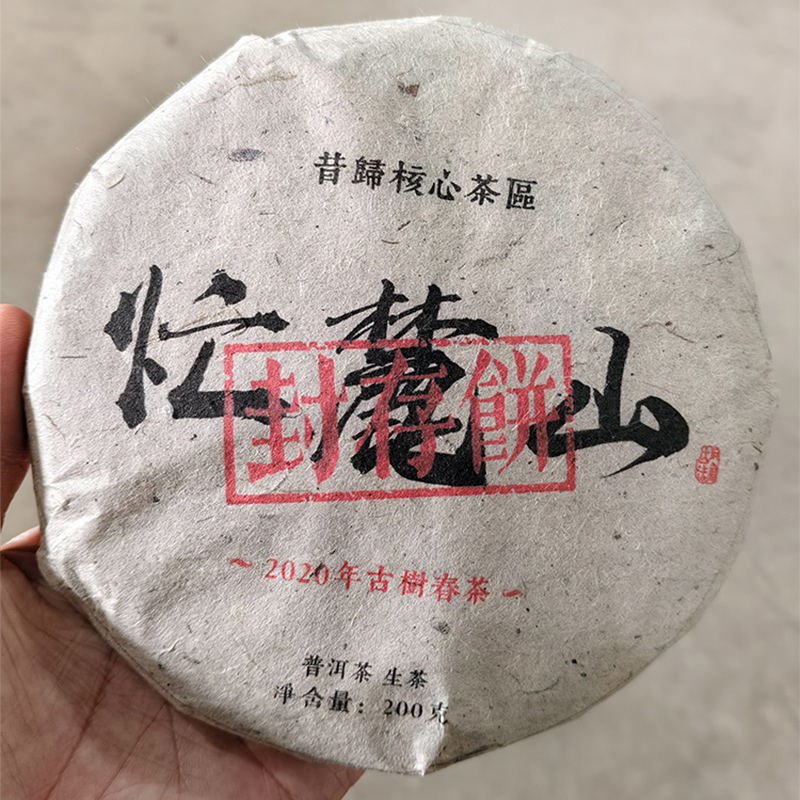 昔歸核心茶區
忙麓山
封存餅
~ 2020年古樹春茶 ~
普洱茶 生茶
淨含量：200克